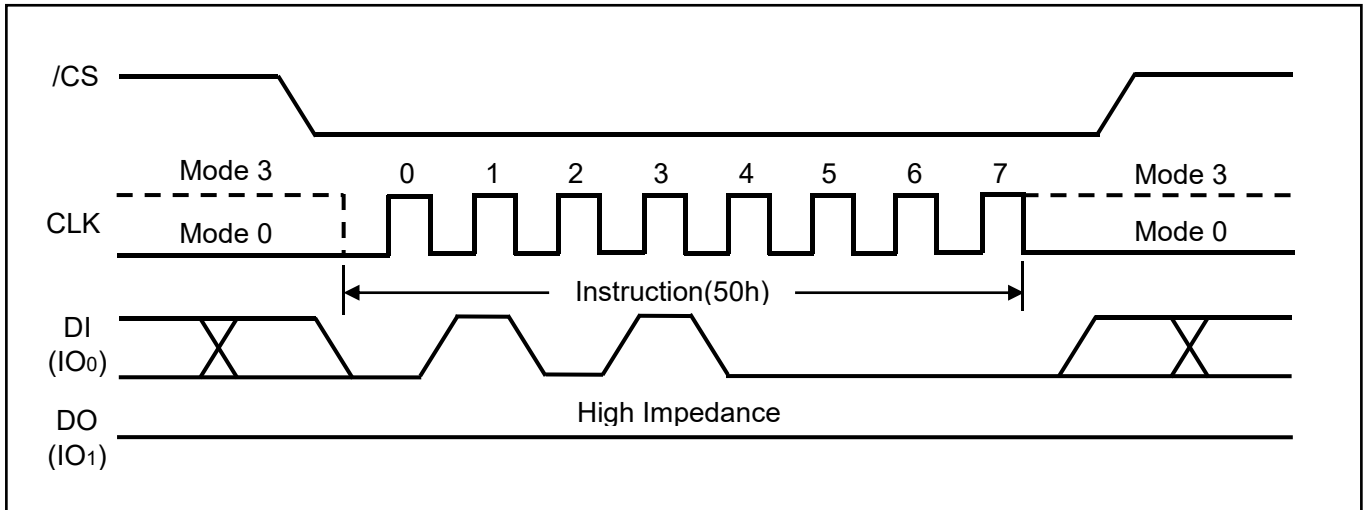 /CS
Mode 3
0 1 2 3 4 5 6 7
Mode 3
CLK
Mode 0
Mode 0
Instruction(50h)
DI
(IO0)
High Impedance
DO
(IO1)